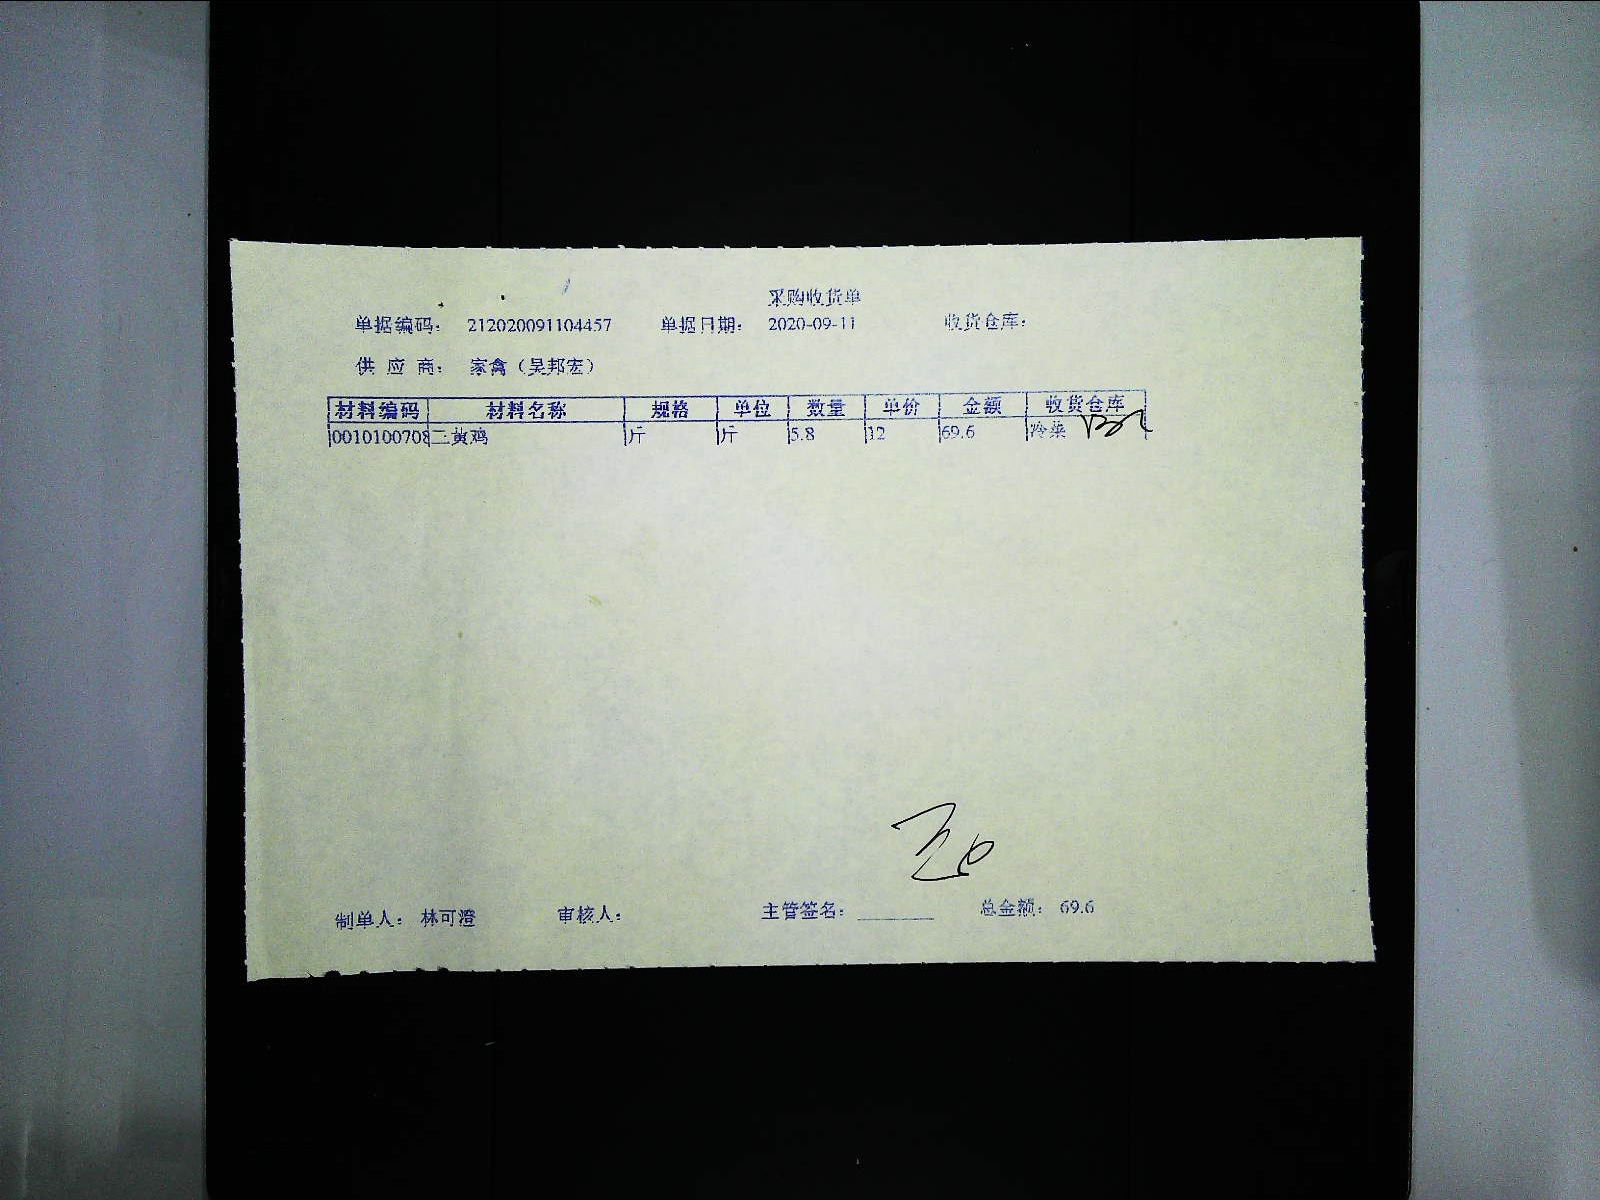 采购收货单
单据编码： 212020091104457 单据日期： 2020-09-11 收货仓库：
供 应 商： 家禽（吴邦宏）
材料编码 材料名称 规格 单位 数量 单价 金额 收货仓库
0010100708 三黄鸡 斤 斤 5.8 12 69.6 冷菜
制单人： 林可澄 审核人： 主管签名： ________ 总金额： 69.6